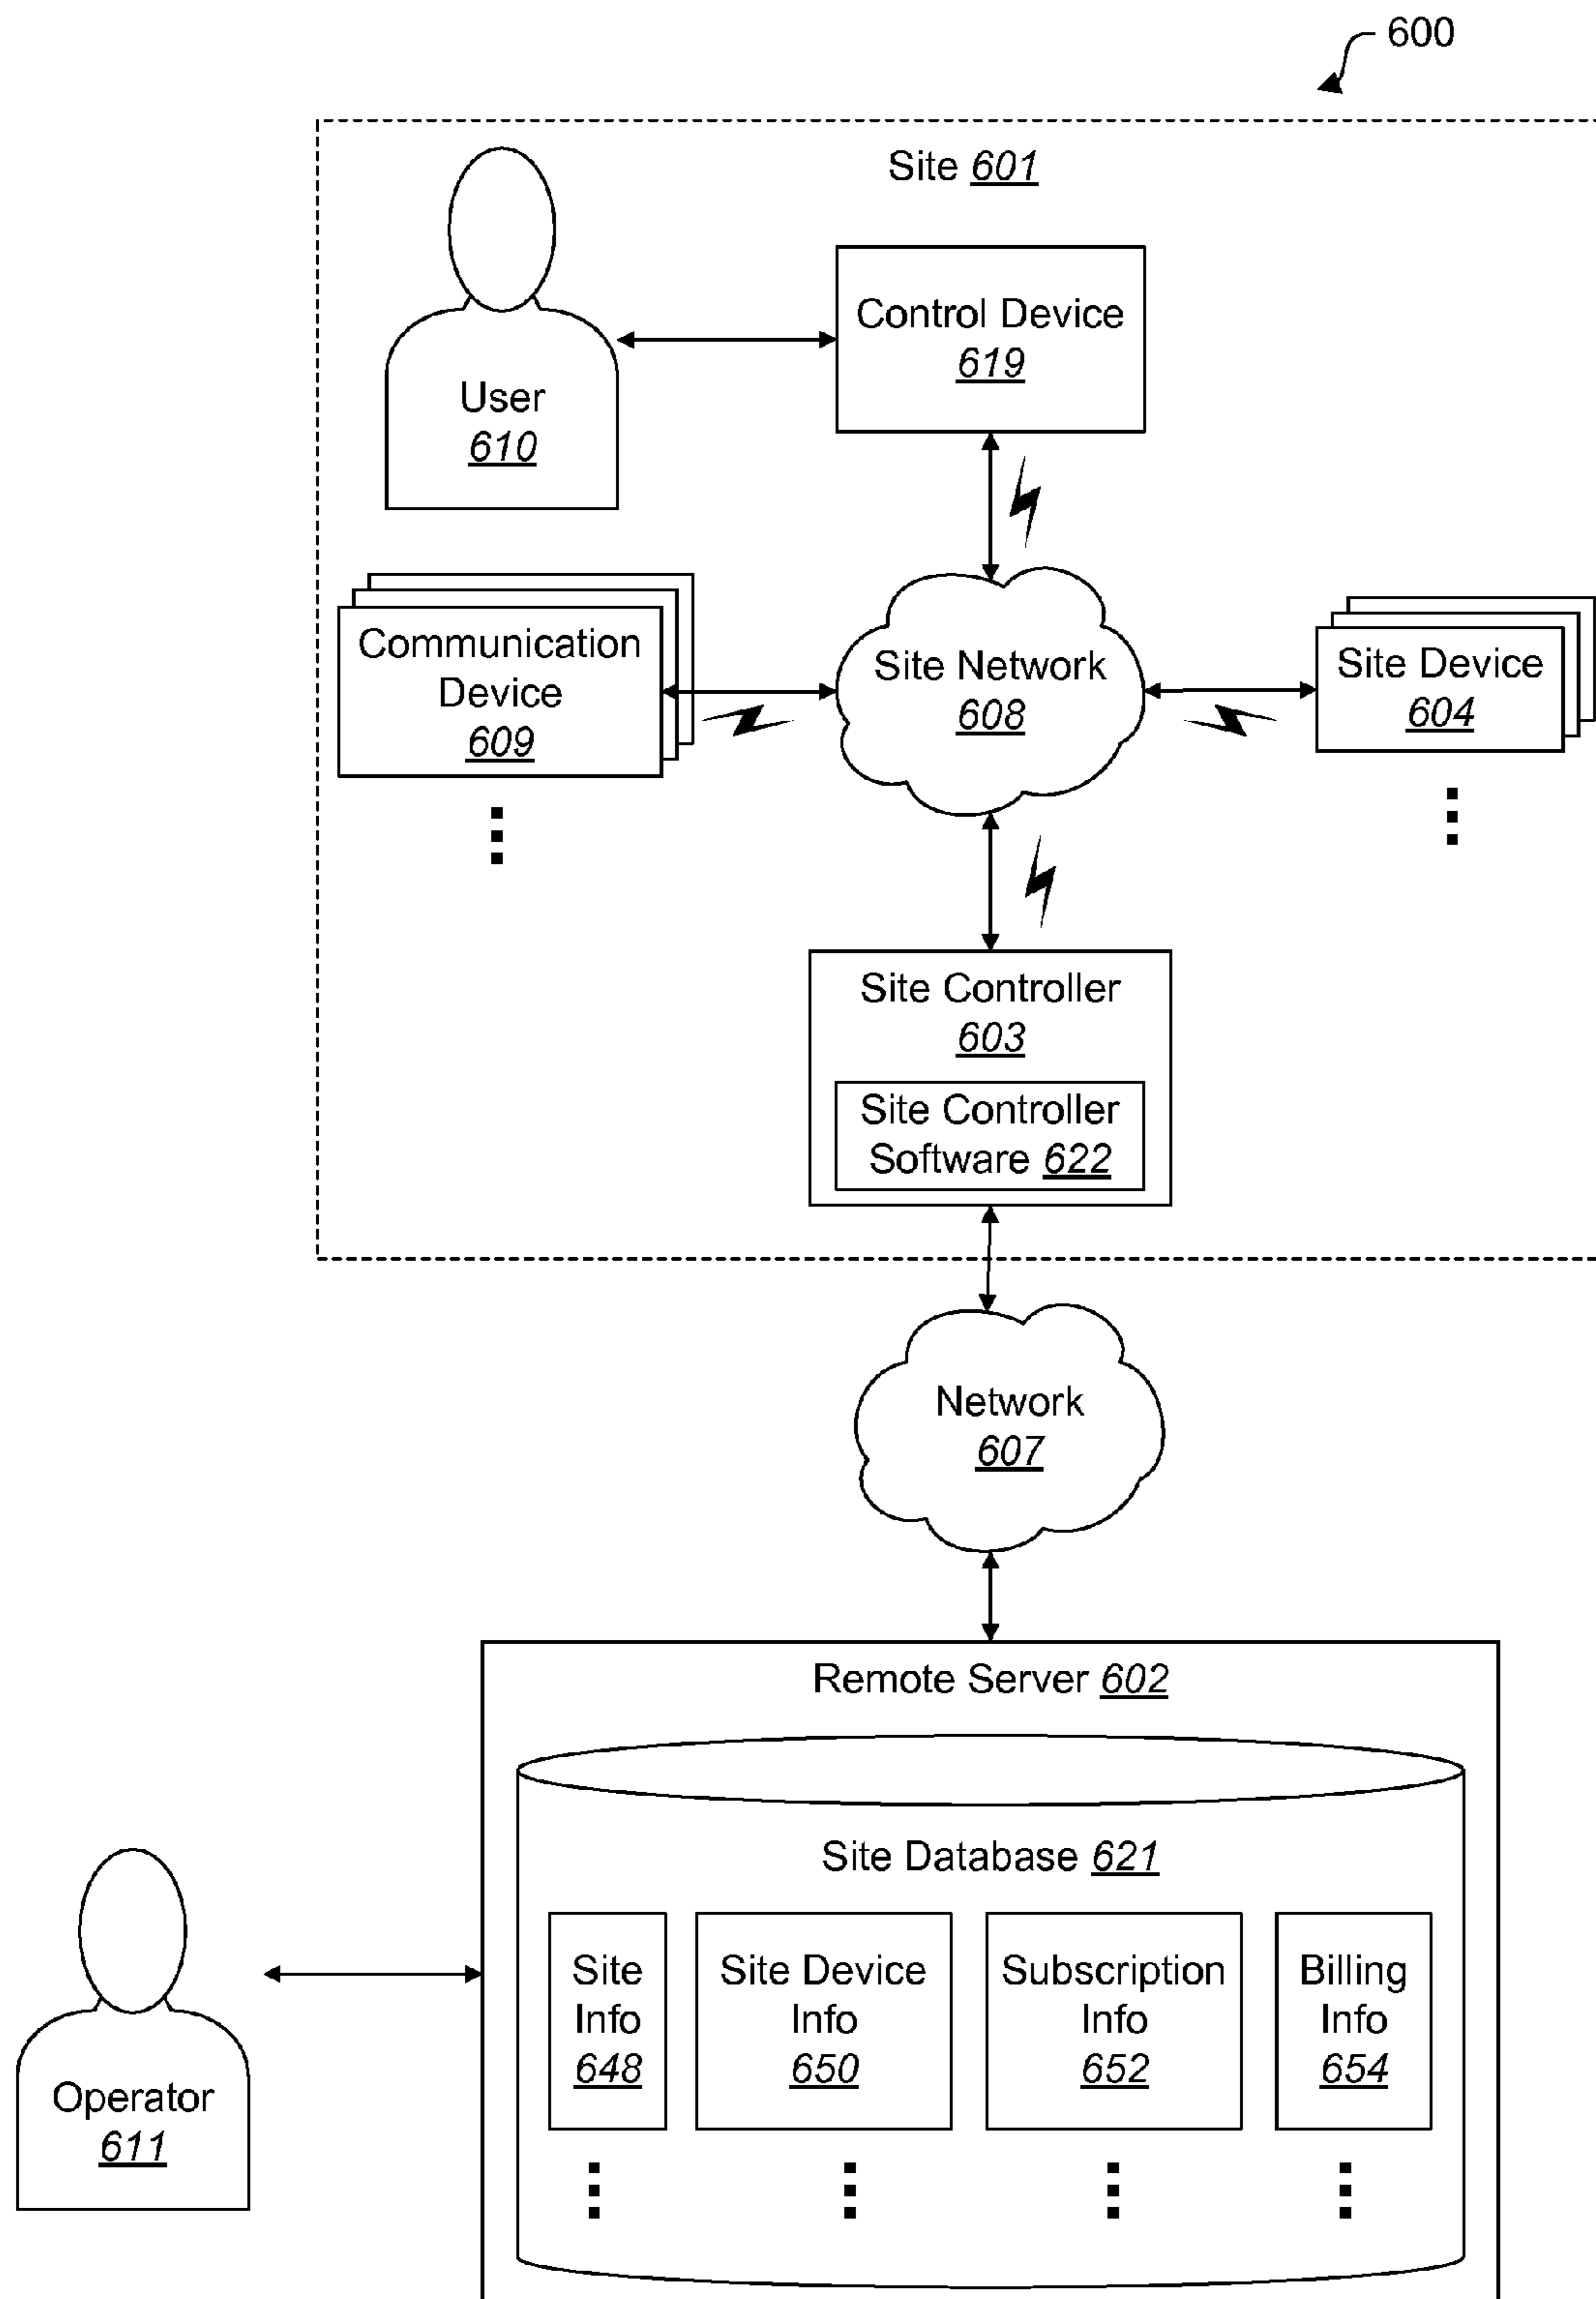 600
Site 601
Control Device
619
User
610
Communication
Device
609
Site Network
608
Site Device
604
Site Controller
603
Site Controller
Software 622
Network
607
Remote Server 602
Site Database 621
Site
Info
648
Site Device
Info
650
Subscription
Info
652
Billing
Info
654
Operator
611